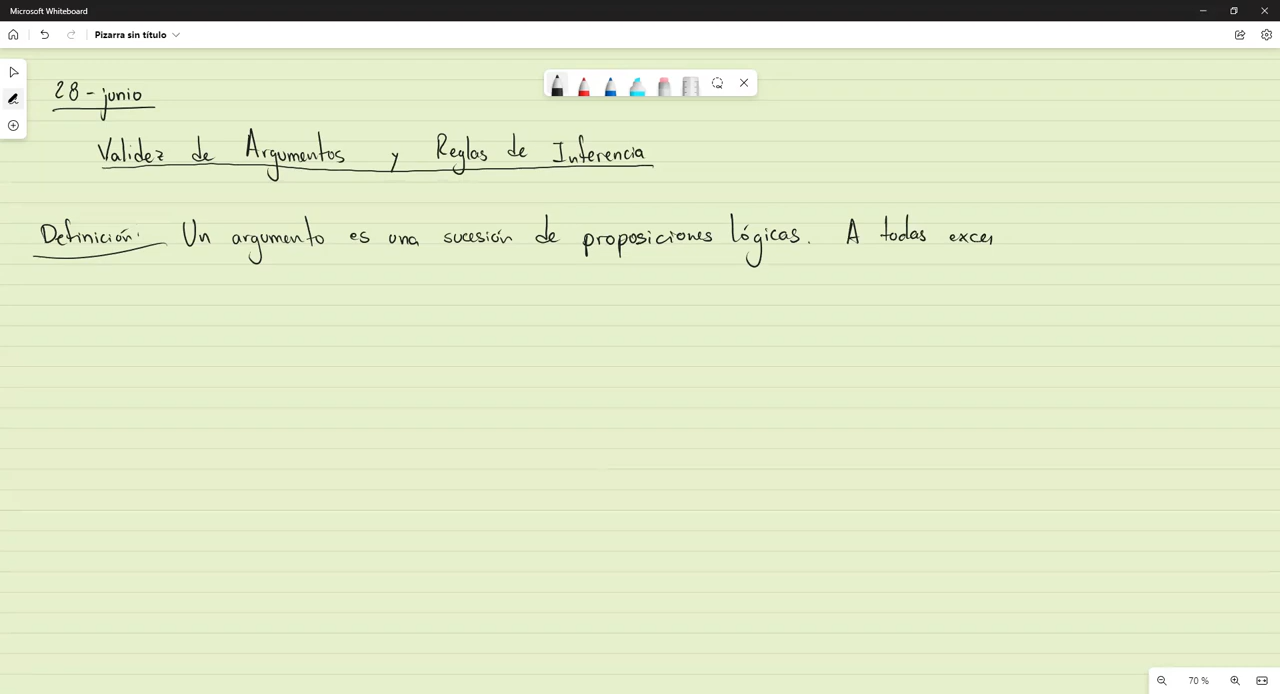 Microsoft Whiteboard
Pizarra sin título
28 - junio
Validez de Argumentos y Reglas de Inferencia
Definición: Un argumento es una sucesión de proposiciones lógicas. A todas excep
70 %